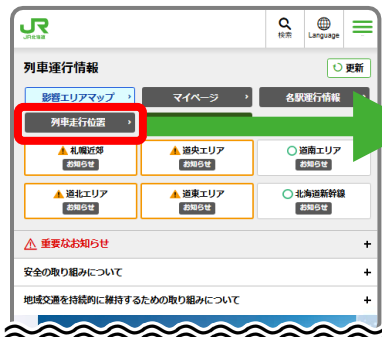 JR
JR北海道
検索
Language
列車運行情報
更新
影響エリアマップ
マイページ
各駅運行情報
列車走行位置
札幌近郊
お知らせ
道央エリア
お知らせ
道南エリア
お知らせ
道北エリア
お知らせ
道東エリア
お知らせ
北海道新幹線
お知らせ
重要なお知らせ
+
安全の取り組みについて
+
地域交通を持続的に維持するための取り組みについて
+